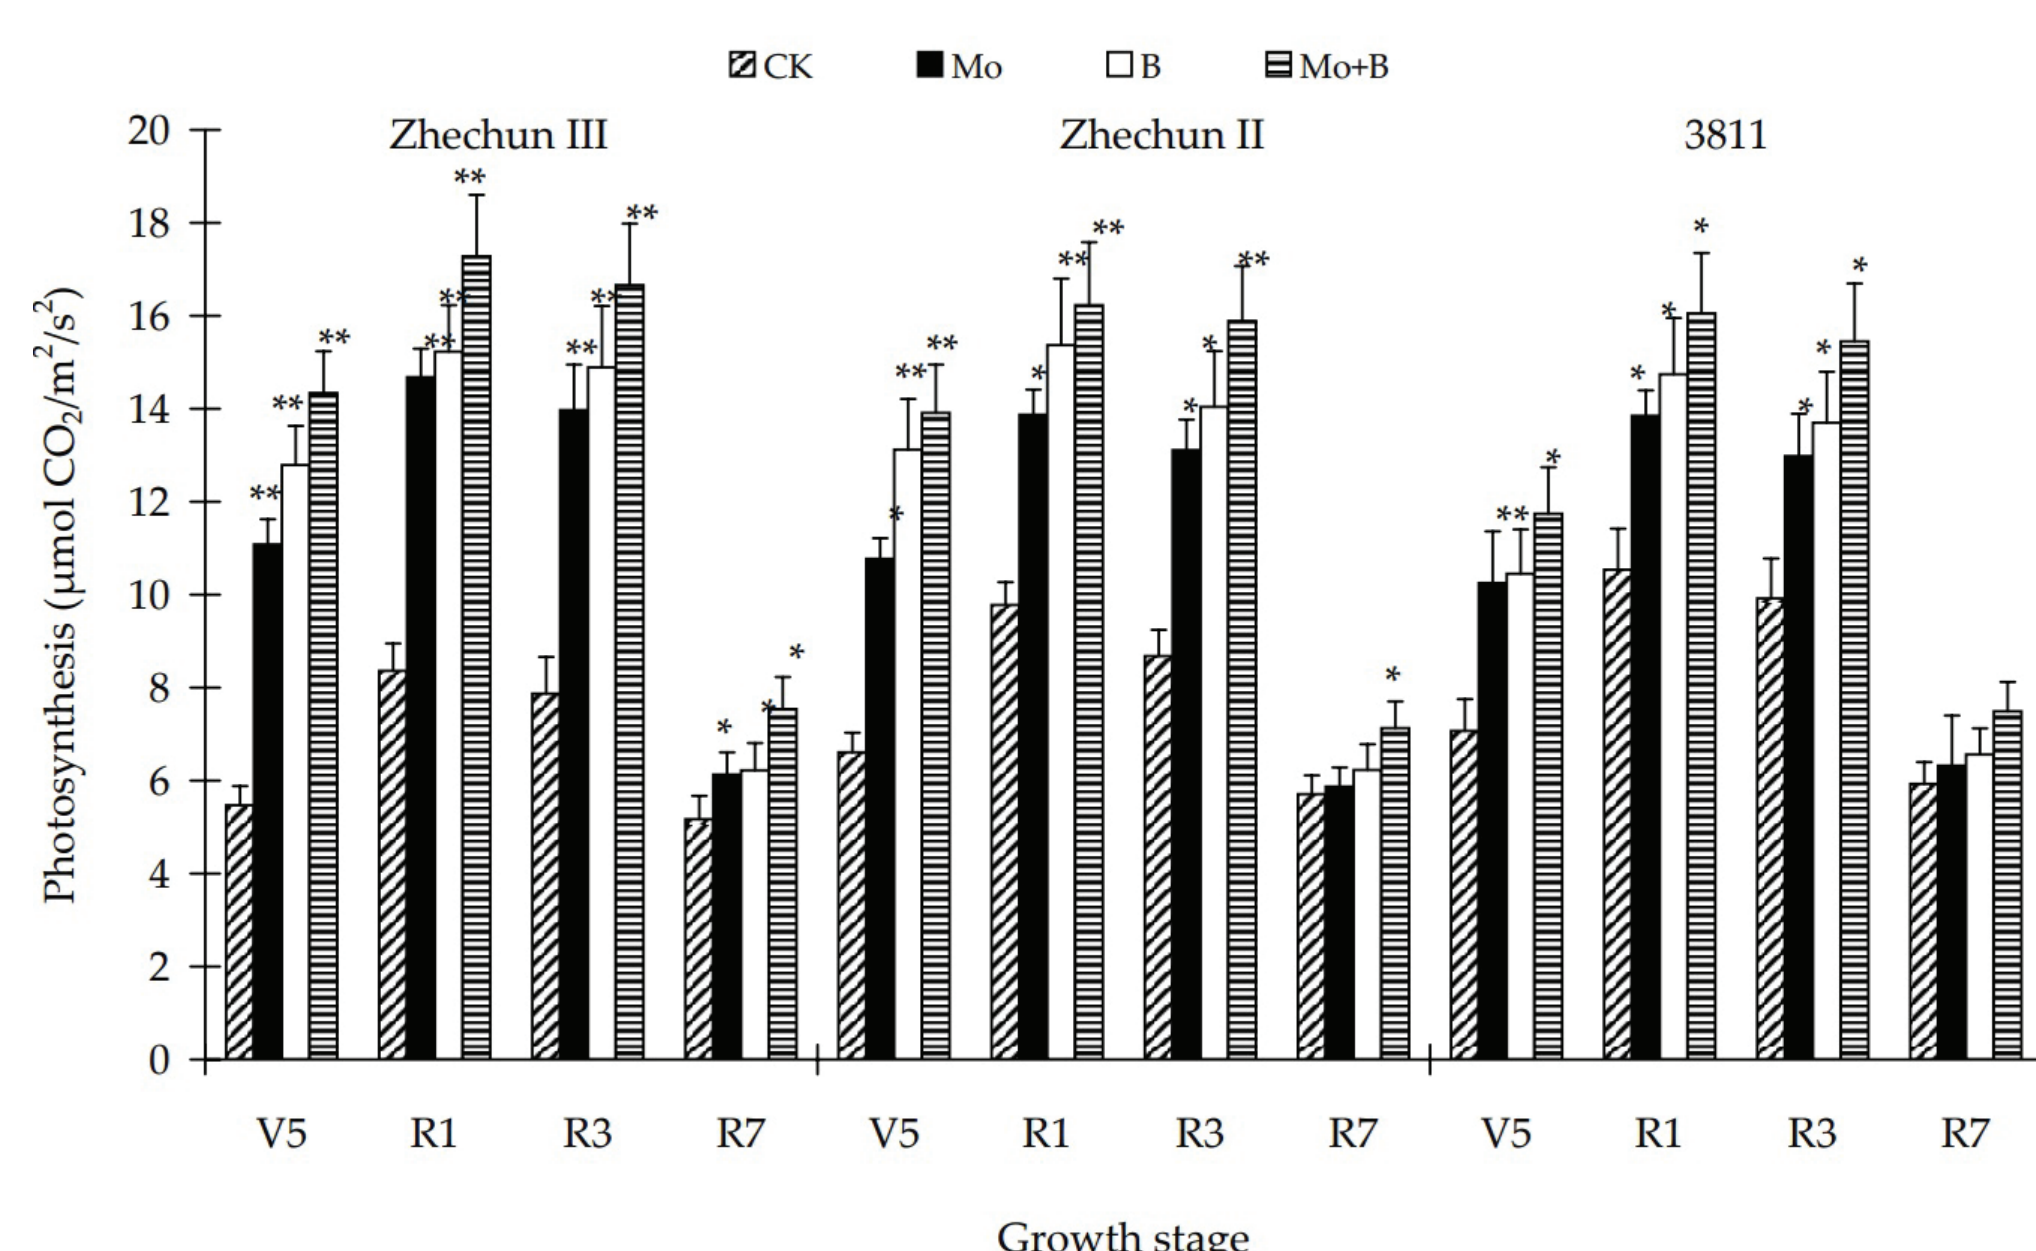 CK Mo B Mo+B
Zhechun III Zhechun II 3811
20
18
16
14
12
10
8
6
4
2
0
Photosynthesis (μmol CO2/m2/s2)
** ** ** ** ** ** ** ** ** * * *
* ** ** * ** ** * * ** *
** * * * * * * *
V5 R1 R3 R7 V5 R1 R3 R7 V5 R1 R3 R7
Growth stage